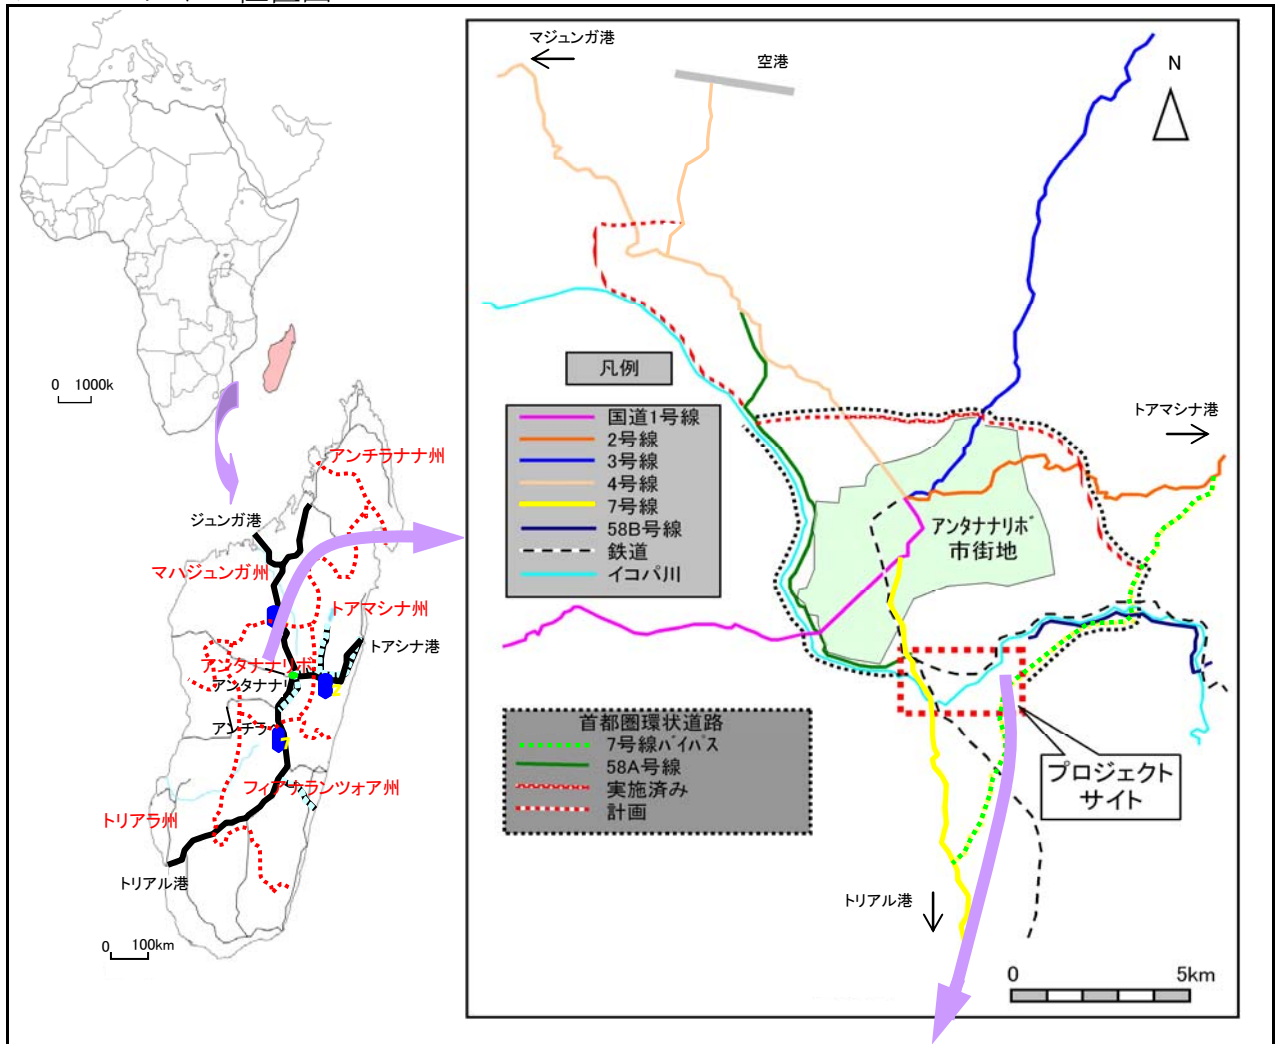 0 1000k
アンチラナナ州
ジュンガ港
マハジュンガ州
トアマシナ州
トアシナ港
アンタナナリボ
アンタナナリ
アンチラ
フィアナランツォア州
トリアラ州
トリアル港
0 100km
マジュンガ港
空港
N
凡例
国道1号線
2号線
3号線
4号線
7号線
58B号線
鉄道
イコパ川
トアマシナ港
アンタナナリボ
市街地
首都圏環状道路
7号線バイパス
58A号線
実施済み
計画
プロジェクト
サイト
トリアル港
0 5km